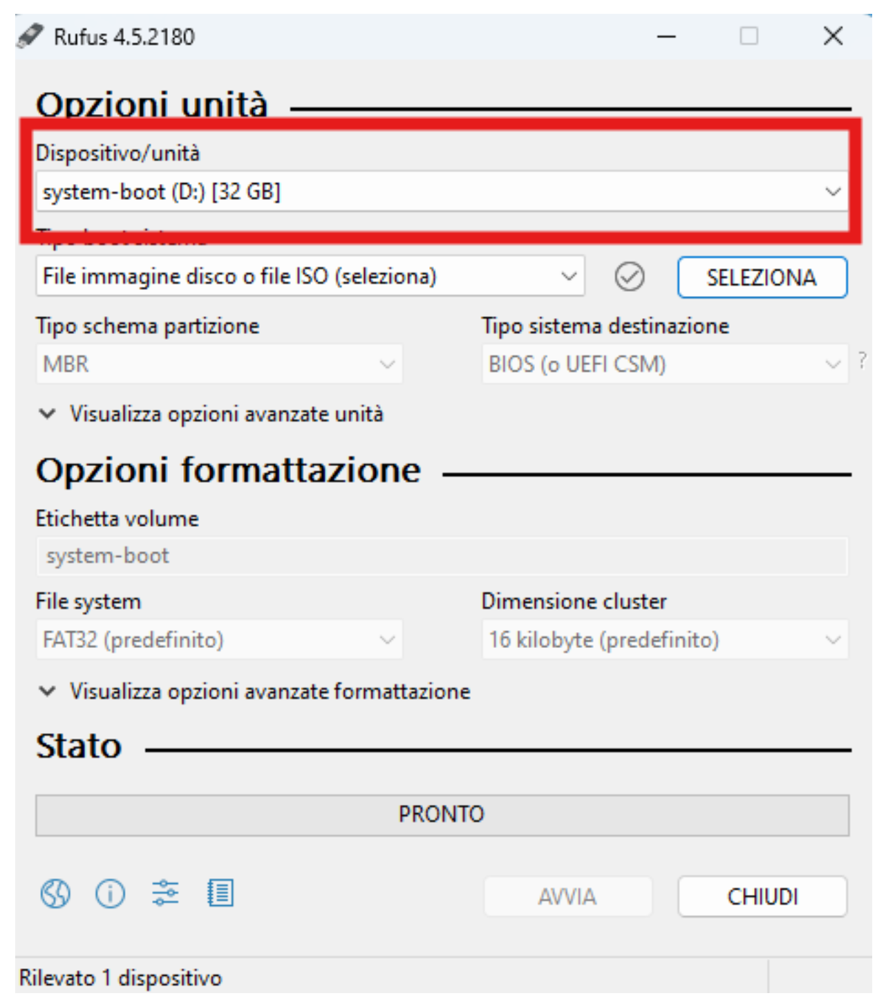 Rufus 4.5.2180
Opzioni unità
Dispositivo/unità
system-boot (D:) [32 GB]
Tipo boot sistema
File immagine disco o file ISO (seleziona)
SELEZIONA
Tipo schema partizione
Tipo sistema destinazione
MBR
BIOS (o UEFI CSM)
?
Visualizza opzioni avanzate unità
Opzioni formattazione
Etichetta volume
system-boot
File system
Dimensione cluster
FAT32 (predefinito)
16 kilobyte (predefinito)
Visualizza opzioni avanzate formattazione
Stato
PRONTO
AVVIA
CHIUDI
Rilevato 1 dispositivo